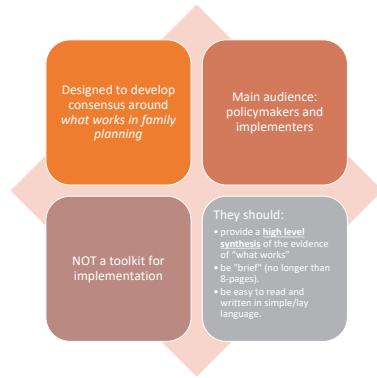 Designed to develop
consensus around
what works in family
planning
Main audience:
policymakers and
implementers
NOT a toolkit for
implementation
They should:
• provide a high level
synthesis of the evidence
of "what works"
• be "brief" (no longer than
8-pages).
• be easy to read and
written in simple/lay
language.